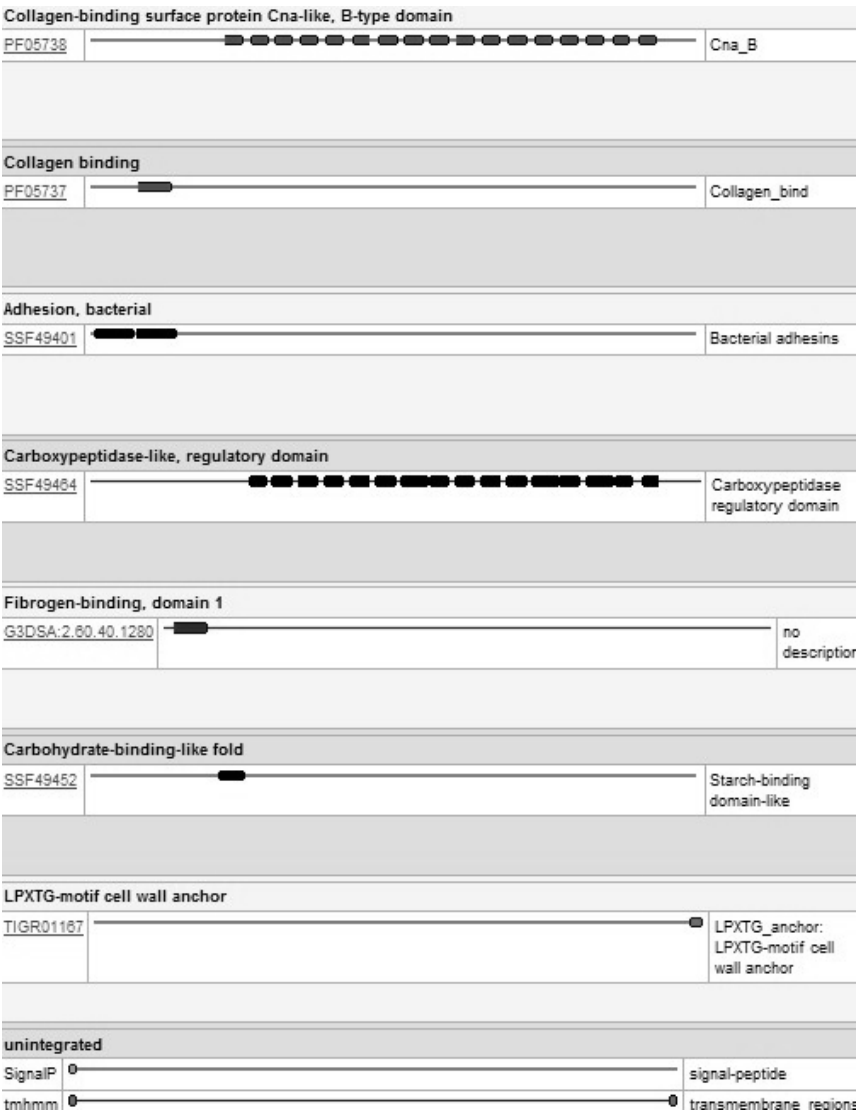 Collagen-binding surface protein Cna-like, B-type domain
PF05738 Cna_B
Collagen binding
PF05737 Collagen_bind
Adhesion, bacterial
SSF49401 Bacterial adhesins
Carboxypeptidase-like, regulatory domain
SSF49464 Carboxypeptidase
regulatory domain
Fibrogen-binding, domain 1
G3DSA:2.60.40.1280 no
description
Carbohydrate-binding-like fold
SSF49452 Starch-binding
domain-like
LPXTG-motif cell wall anchor
TIGR01167 LPXTG_anchor:
LPXTG-motif cell
wall anchor
unintegrated
SignalP signal-peptide
tmhmm transmembrane_regions